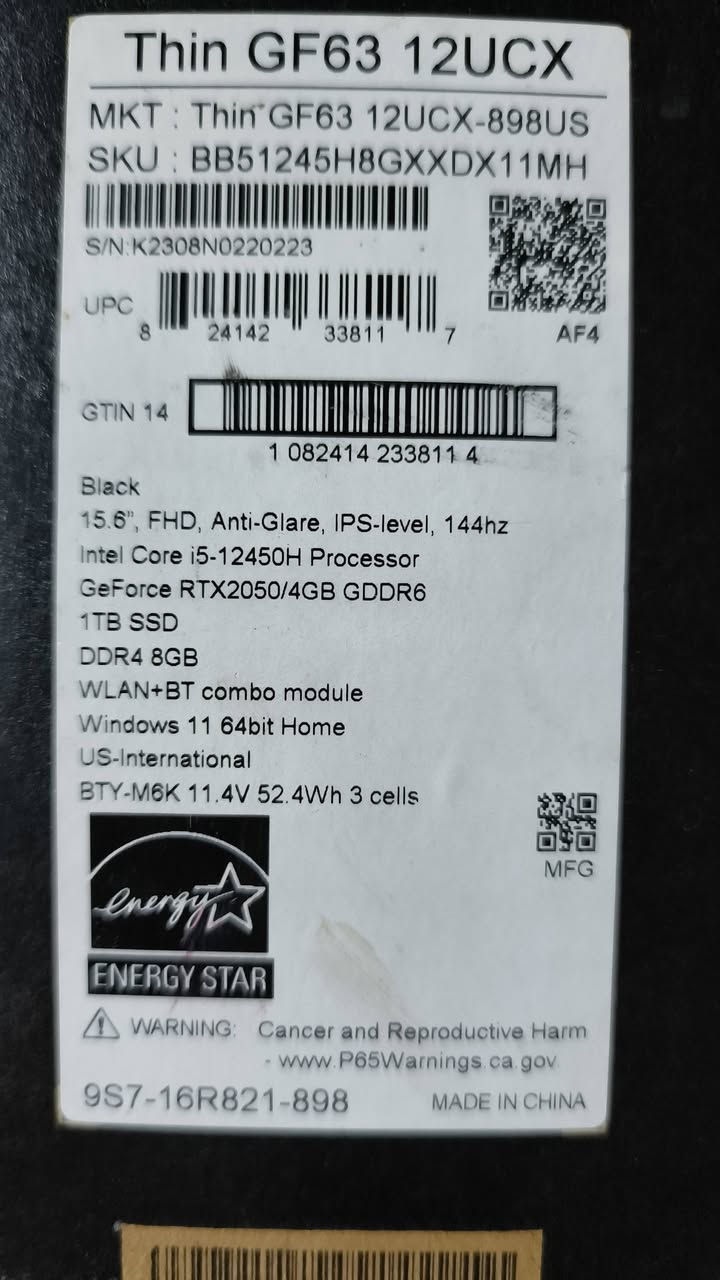 Thin GF63 12UCX
MKT : Thin™ GF63 12UCX-898US
SKU : BB51245H8GXXDX11MH
S/N:K2308N0220223
UPC
8 24142 33811 7
AF4
GTIN 14
1 082414 233811 4
Black
15.6", FHD, Anti-Glare, IPS-level, 144hz
Intel Core i5-12450H Processor
GeForce RTX2050/4GB GDDR6
1TB SSD
DDR4 8GB
WLAN+BT combo module
Windows 11 64bit Home
US-International
BTY-M6K 11.4V 52.4Wh 3 cells
MFG
energy
ENERGY STAR
WARNING: Cancer and Reproductive Harm
- www.P65Warnings.ca.gov
9S7-16R821-898 MADE IN CHINA